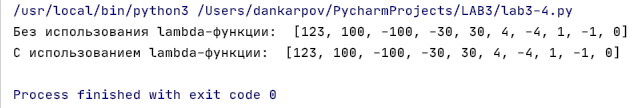 /usr/local/bin/python3 /Users/dankarpov/PycharmProjects/LAB3/lab3-4.py
Без использования lambda-функции:  [123, 100, -100, -30, 30, 4, -4, 1, -1, 0]
С использованием lambda-функции:  [123, 100, -100, -30, 30, 4, -4, 1, -1, 0]
Process finished with exit code 0